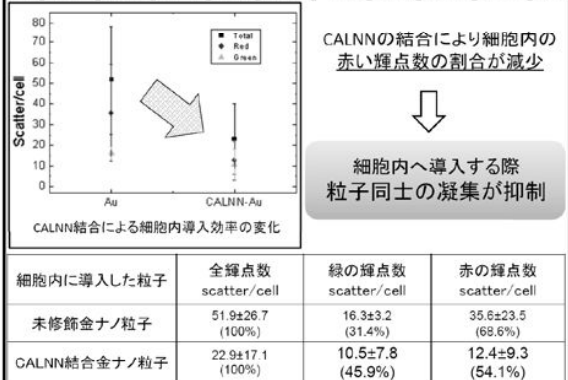 80
70
60
50
40
30
20
10
0
Scatter/cell
Total
Red
Green
Au
CALNN-Au
CALNN結合による細胞内導入効率の変化
CALNNの結合により細胞内の
赤い輝点数の割合が減少
細胞内へ導入する際
粒子同士の凝集が抑制
細胞内に導入した粒子
全輝点数
scatter/cell
緑の輝点数
scatter/cell
赤の輝点数
scatter/cell
未修飾金ナノ粒子
51.9±26.7
(100%)
16.3±3.2
(31.4%)
35.6±23.5
(68.6%)
CALNN結合金ナノ粒子
22.9±17.1
(100%)
10.5±7.8
(45.9%)
12.4±9.3
(54.1%)